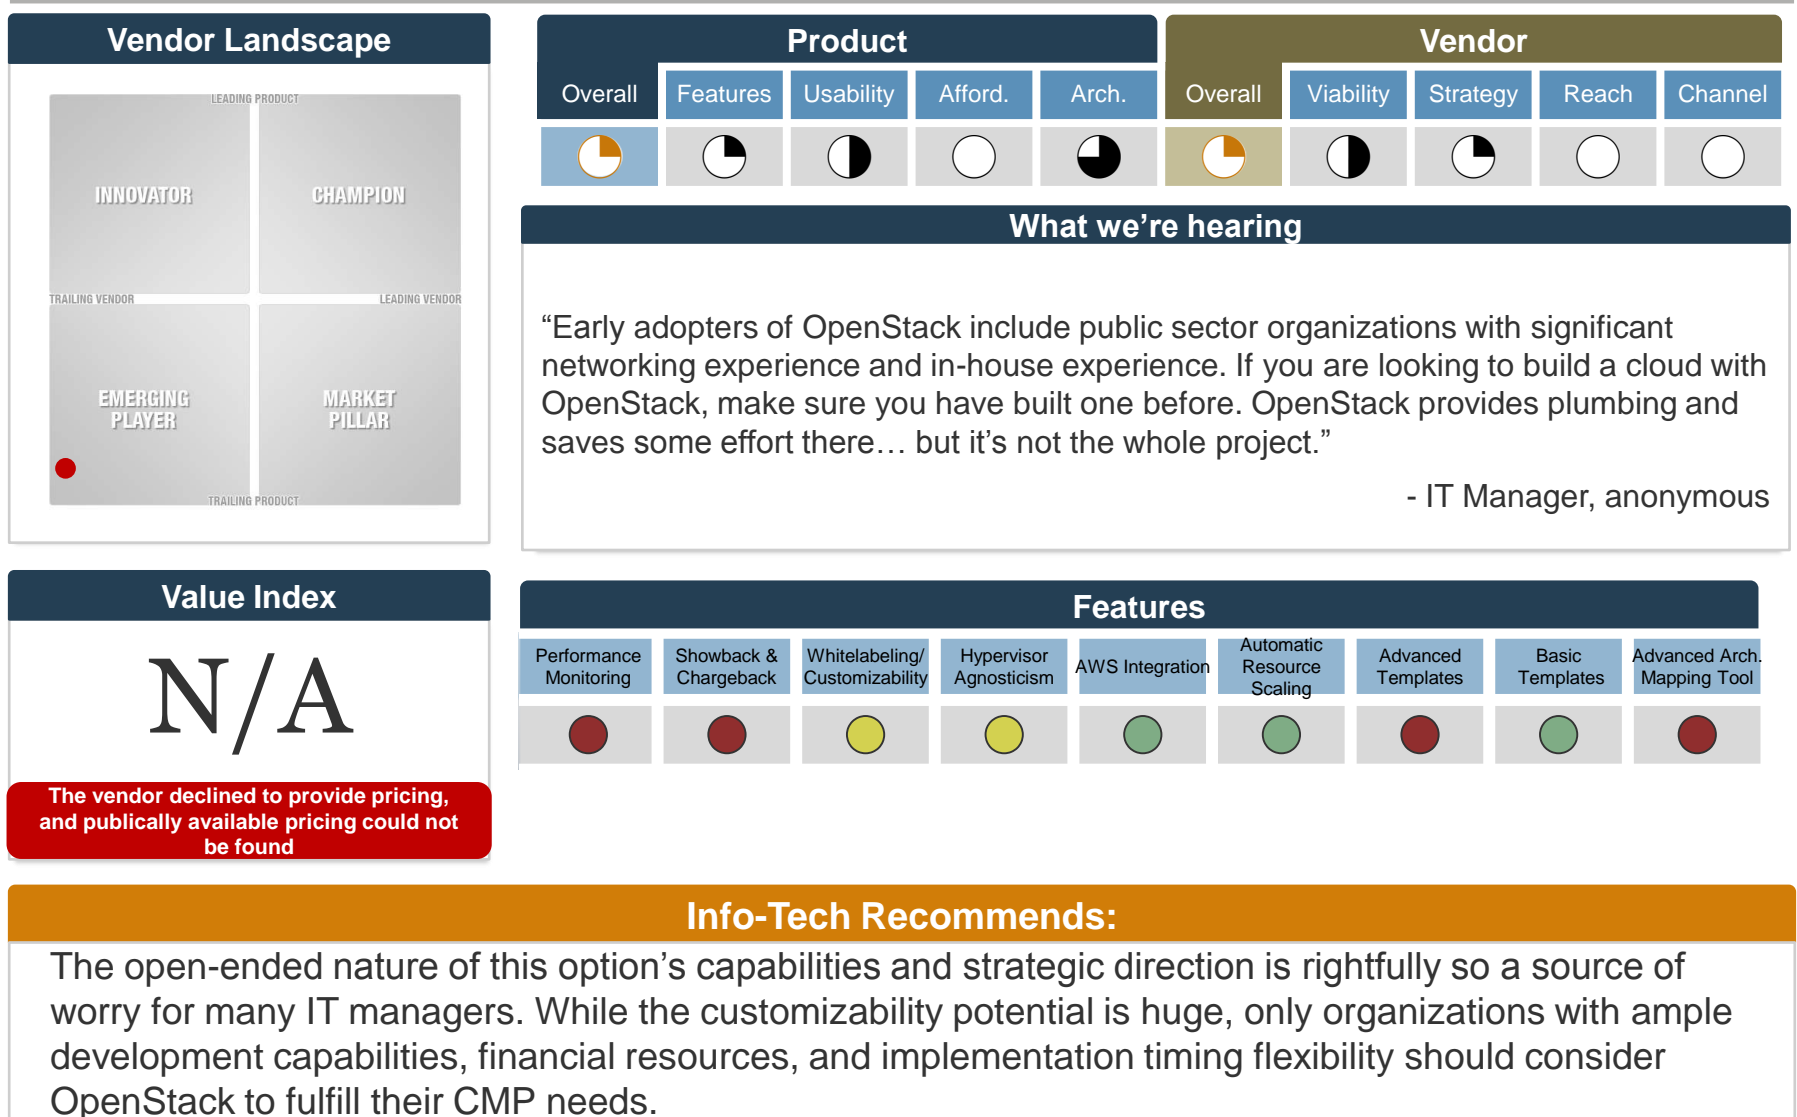 Vendor Landscape
LEADING PRODUCT
INNOVATOR
CHAMPION
TRAILING VENDOR
LEADING VENDOR
EMERGING
PLAYER
MARKET
PILLAR
TRAILING PRODUCT
Product
Vendor
Overall
Features
Usability
Afford.
Arch.
Overall
Viability
Strategy
Reach
Channel
What we’re hearing
“Early adopters of OpenStack include public sector organizations with significant
networking experience and in-house experience. If you are looking to build a cloud with
OpenStack, make sure you have built one before. OpenStack provides plumbing and
saves some effort there… but it’s not the whole project.”
- IT Manager, anonymous
Value Index
N/A
The vendor declined to provide pricing,
and publically available pricing could not
be found
Features
Performance
Monitoring
Showback &
Chargeback
Whitelabeling/
Customizability
Hypervisor
Agnosticism
AWS Integration
Automatic
Resource
Scaling
Advanced
Templates
Basic
Templates
Advanced Arch.
Mapping Tool
Info-Tech Recommends:
The open-ended nature of this option’s capabilities and strategic direction is rightfully so a source of
worry for many IT managers. While the customizability potential is huge, only organizations with ample
development capabilities, financial resources, and implementation timing flexibility should consider
OpenStack to fulfill their CMP needs.